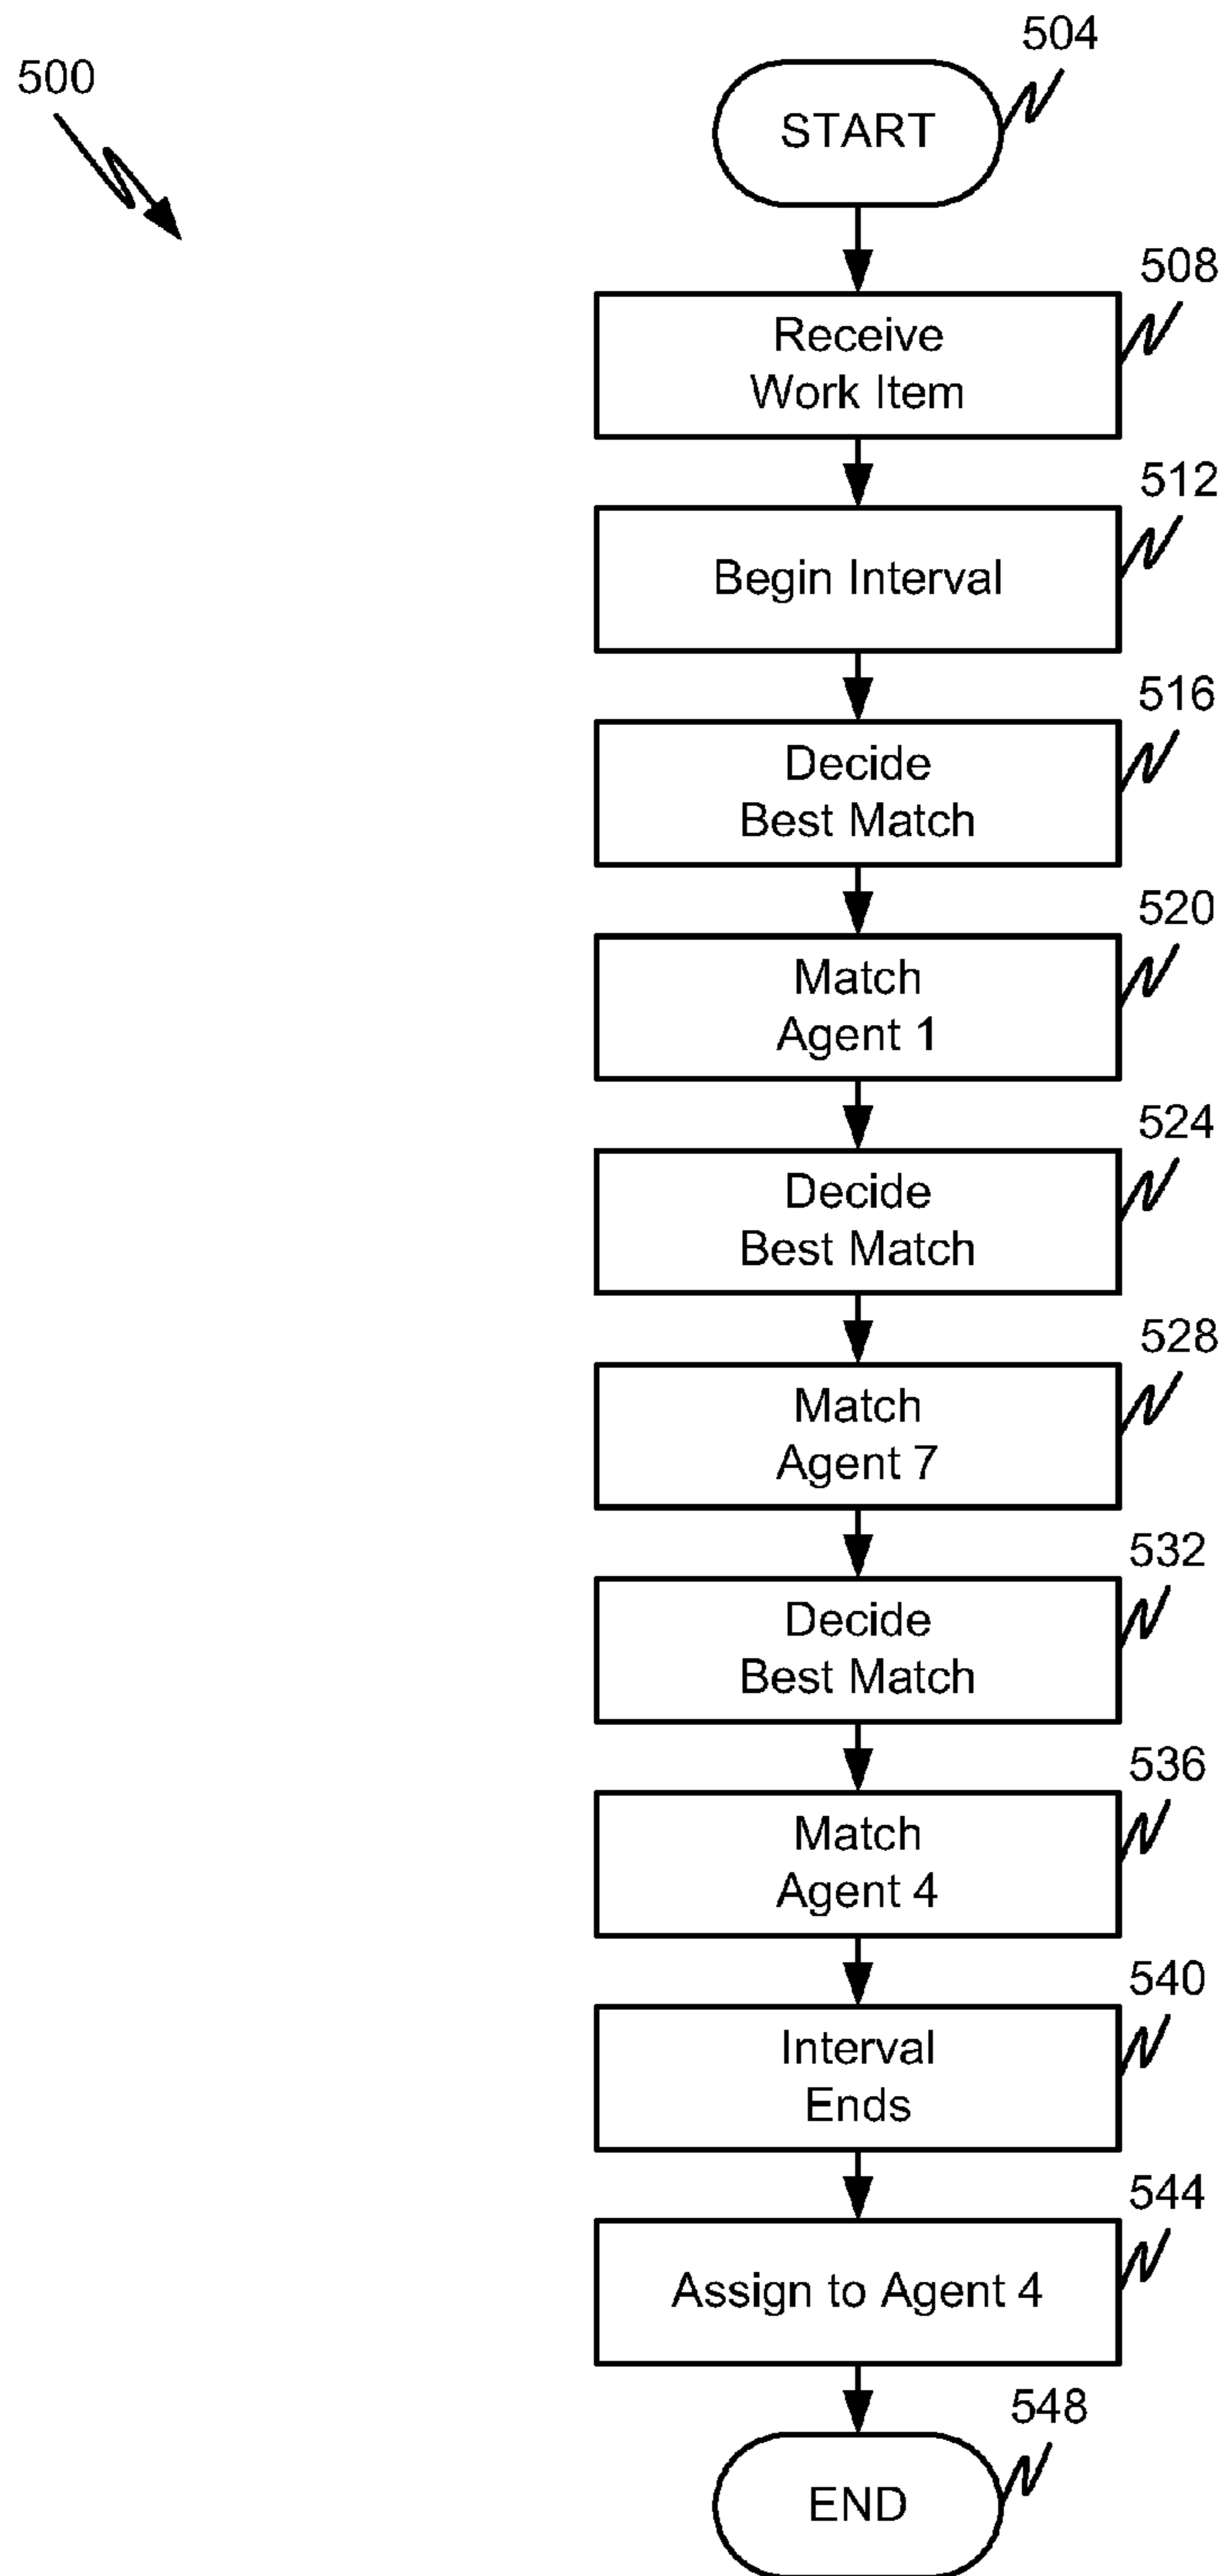 500
504
START
508
Receive
Work Item
512
Begin Interval
516
Decide
Best Match
520
Match
Agent 1
524
Decide
Best Match
528
Match
Agent 7
532
Decide
Best Match
536
Match
Agent 4
540
Interval
Ends
544
Assign to Agent 4
548
END